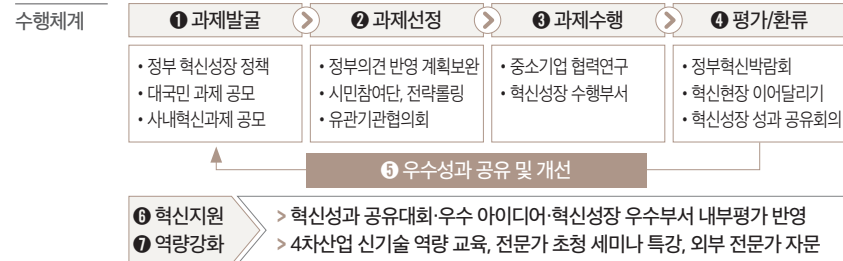 수행체계
❶ 과제발굴
❷ 과제선정
❸ 과제수행
❹ 평가/환류
• 정부 혁신성장 정책
• 대국민 과제 공모
• 사내혁신과제 공모
• 정부의견 반영 계획보완
• 시민참여단, 전략롤링
• 유관기관협의회
• 중소기업 협력연구
• 혁신성장 수행부서
• 정부혁신박람회
• 혁신현장 이어달리기
• 혁신성장 성과 공유회의
❺ 우수성과 공유 및 개선
❻ 혁신지원
> 혁신성과 공유대회·우수 아이디어·혁신성장 우수부서 내부평가 반영
❼ 역량강화
> 4차산업 신기술 역량 교육, 전문가 초청 세미나 특강, 외부 전문가 자문